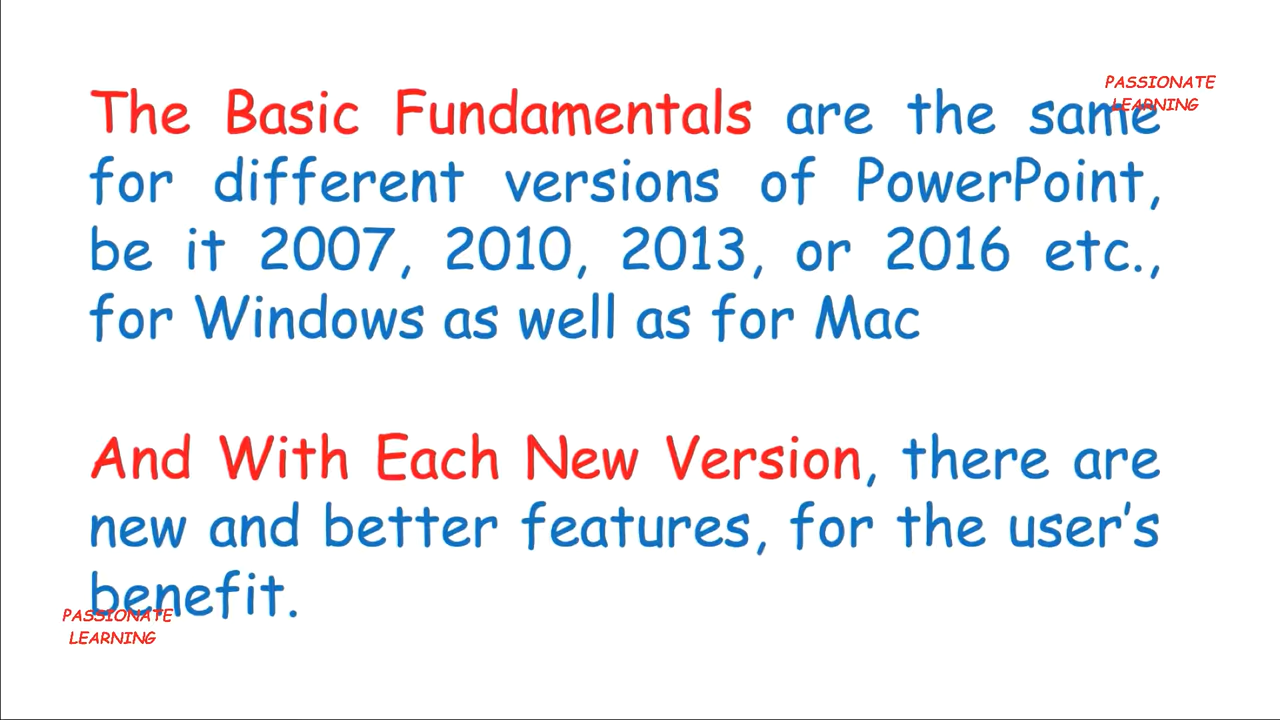 PASSIONATE
LEARNING
The Basic Fundamentals are the same
for different versions of PowerPoint,
be it 2007, 2010, 2013, or 2016 etc.,
for Windows as well as for Mac
And With Each New Version, there are
new and better features, for the user's
benefit.
PASSIONATE
LEARNING